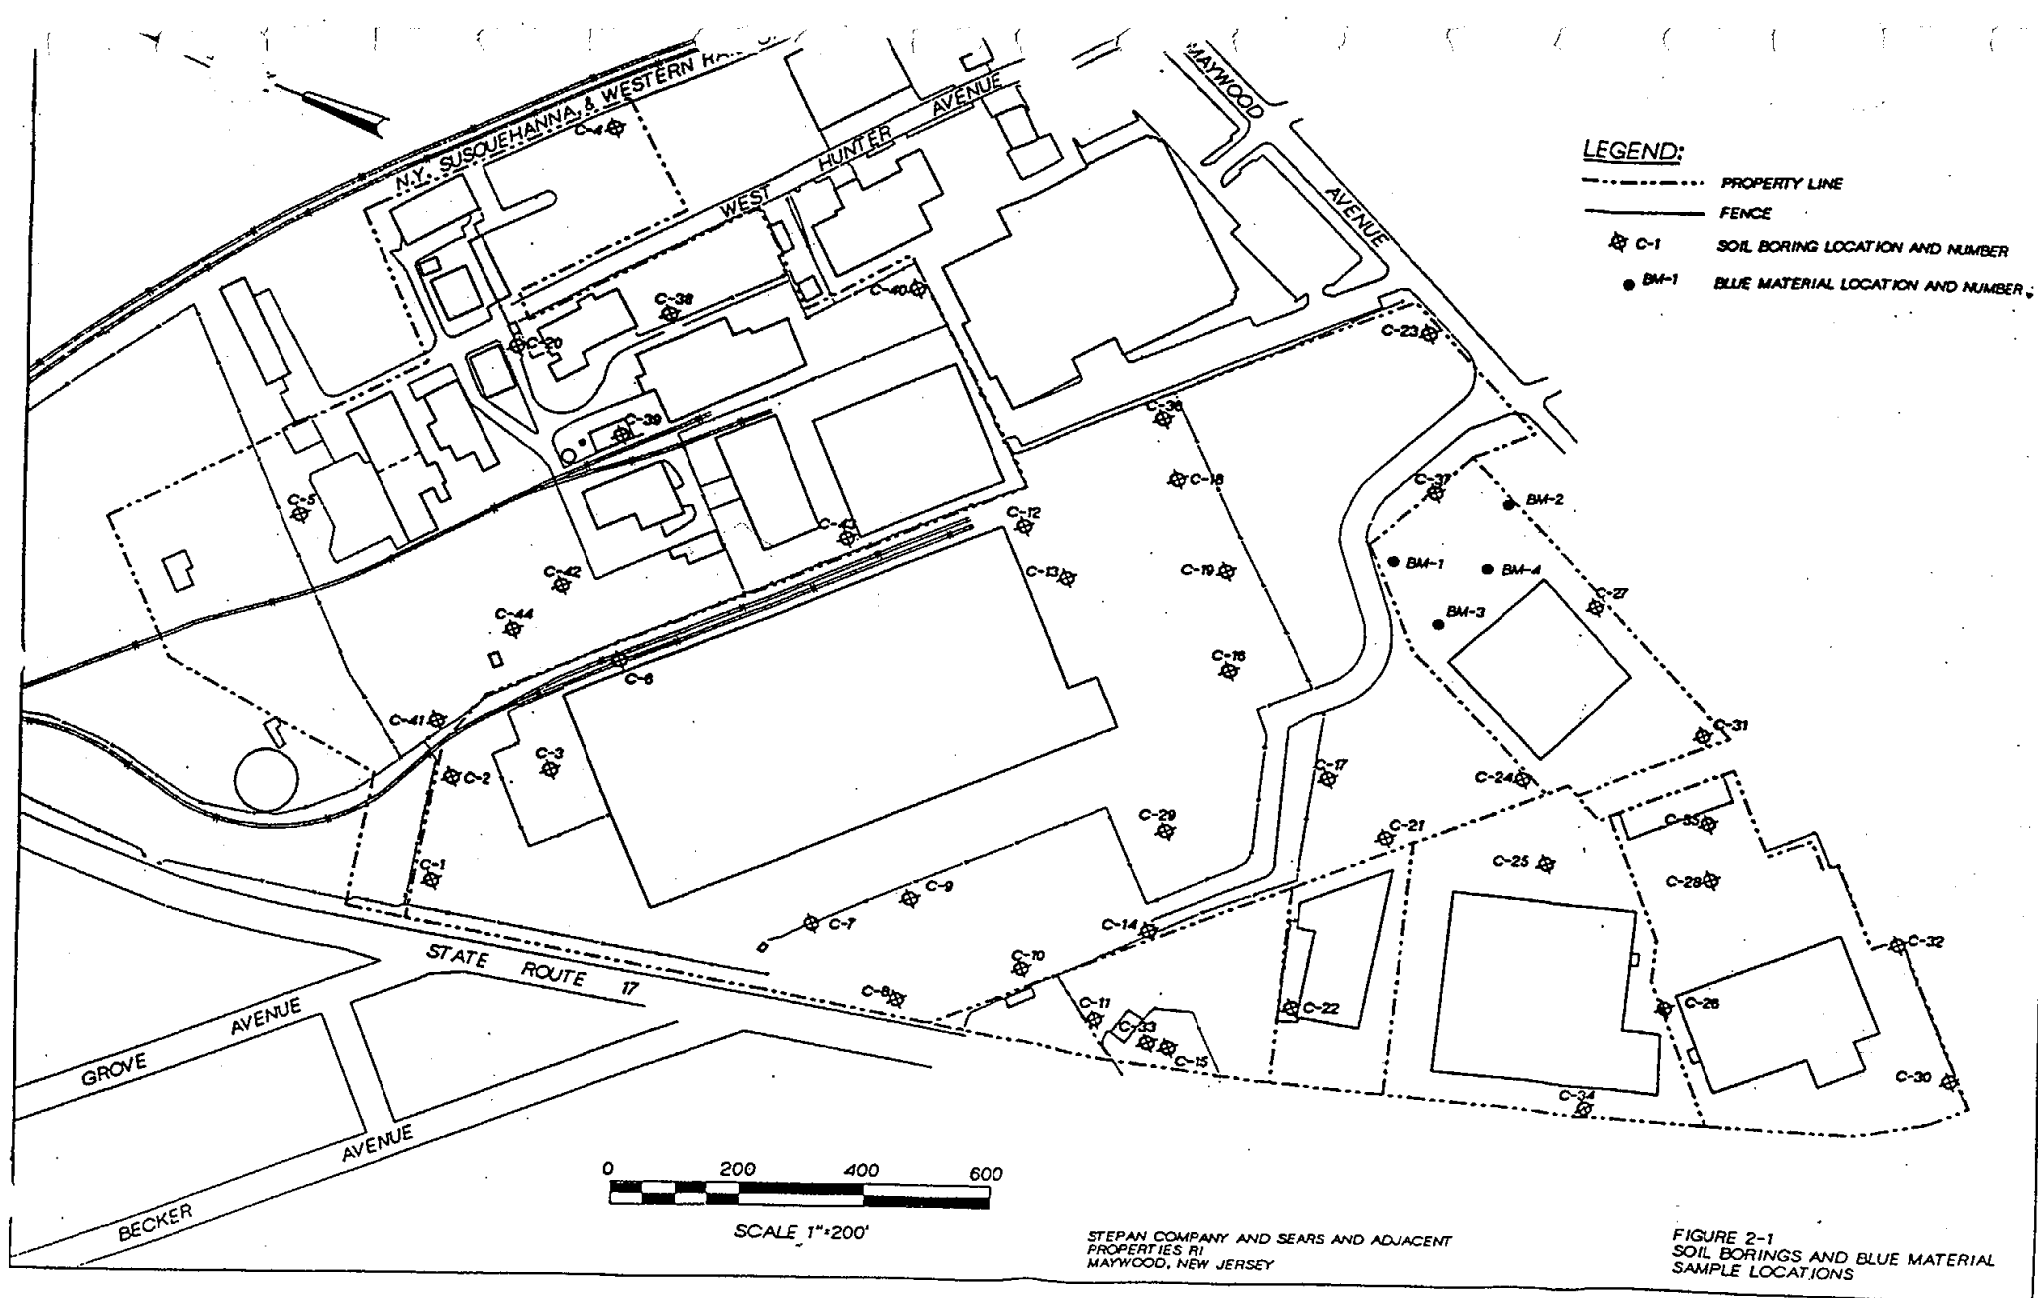 N.Y. SUSQUEHANNA & WESTERN
MAYWOOD
AVENUE
WEST HUNTER AVENUE
LEGEND:
PROPERTY LINE
FENCE
C-1 SOIL BORING LOCATION AND NUMBER
BM-1 BLUE MATERIAL LOCATION AND NUMBER
C-4
C-38
C-40
C-20
C-23
C-39
C-36
C-18
C-37
BM-2
C-5
C-12
C-43
C-42
C-13
C-19
BM-1
BM-4
C-27
C-44
BM-3
C-6
C-16
C-41
C-31
C-3
C-2
C-17
C-24
C-29
C-21
C-35
C-1
C-25
C-28
C-9
C-7
C-14
C-32
C-10
C-8
C-11
C-22
C-26
C-33
C-15
C-30
C-34
STATE ROUTE 17
GROVE AVENUE
BECKER AVENUE
0 200 400 600
SCALE 1"=200'
STEPAN COMPANY AND SEARS AND ADJACENT
PROPERTIES RI
MAYWOOD, NEW JERSEY
FIGURE 2-1
SOIL BORINGS AND BLUE MATERIAL
SAMPLE LOCATIONS